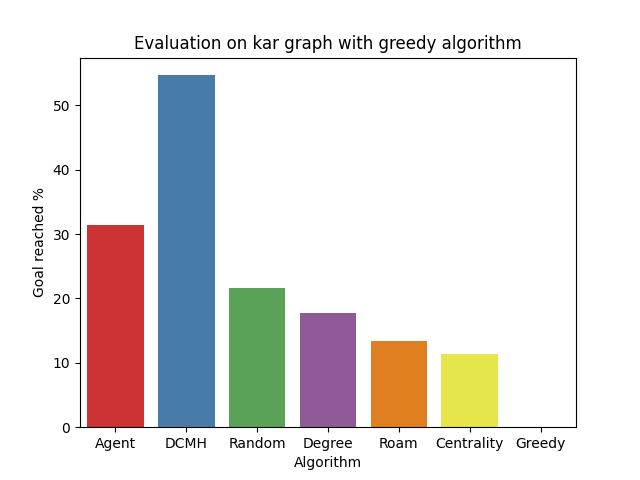 Evaluation on kar graph with greedy algorithm
Goal reached %
50
40
30
20
10
0
Agent DCMH Random Degree Roam Centrality Greedy
Algorithm